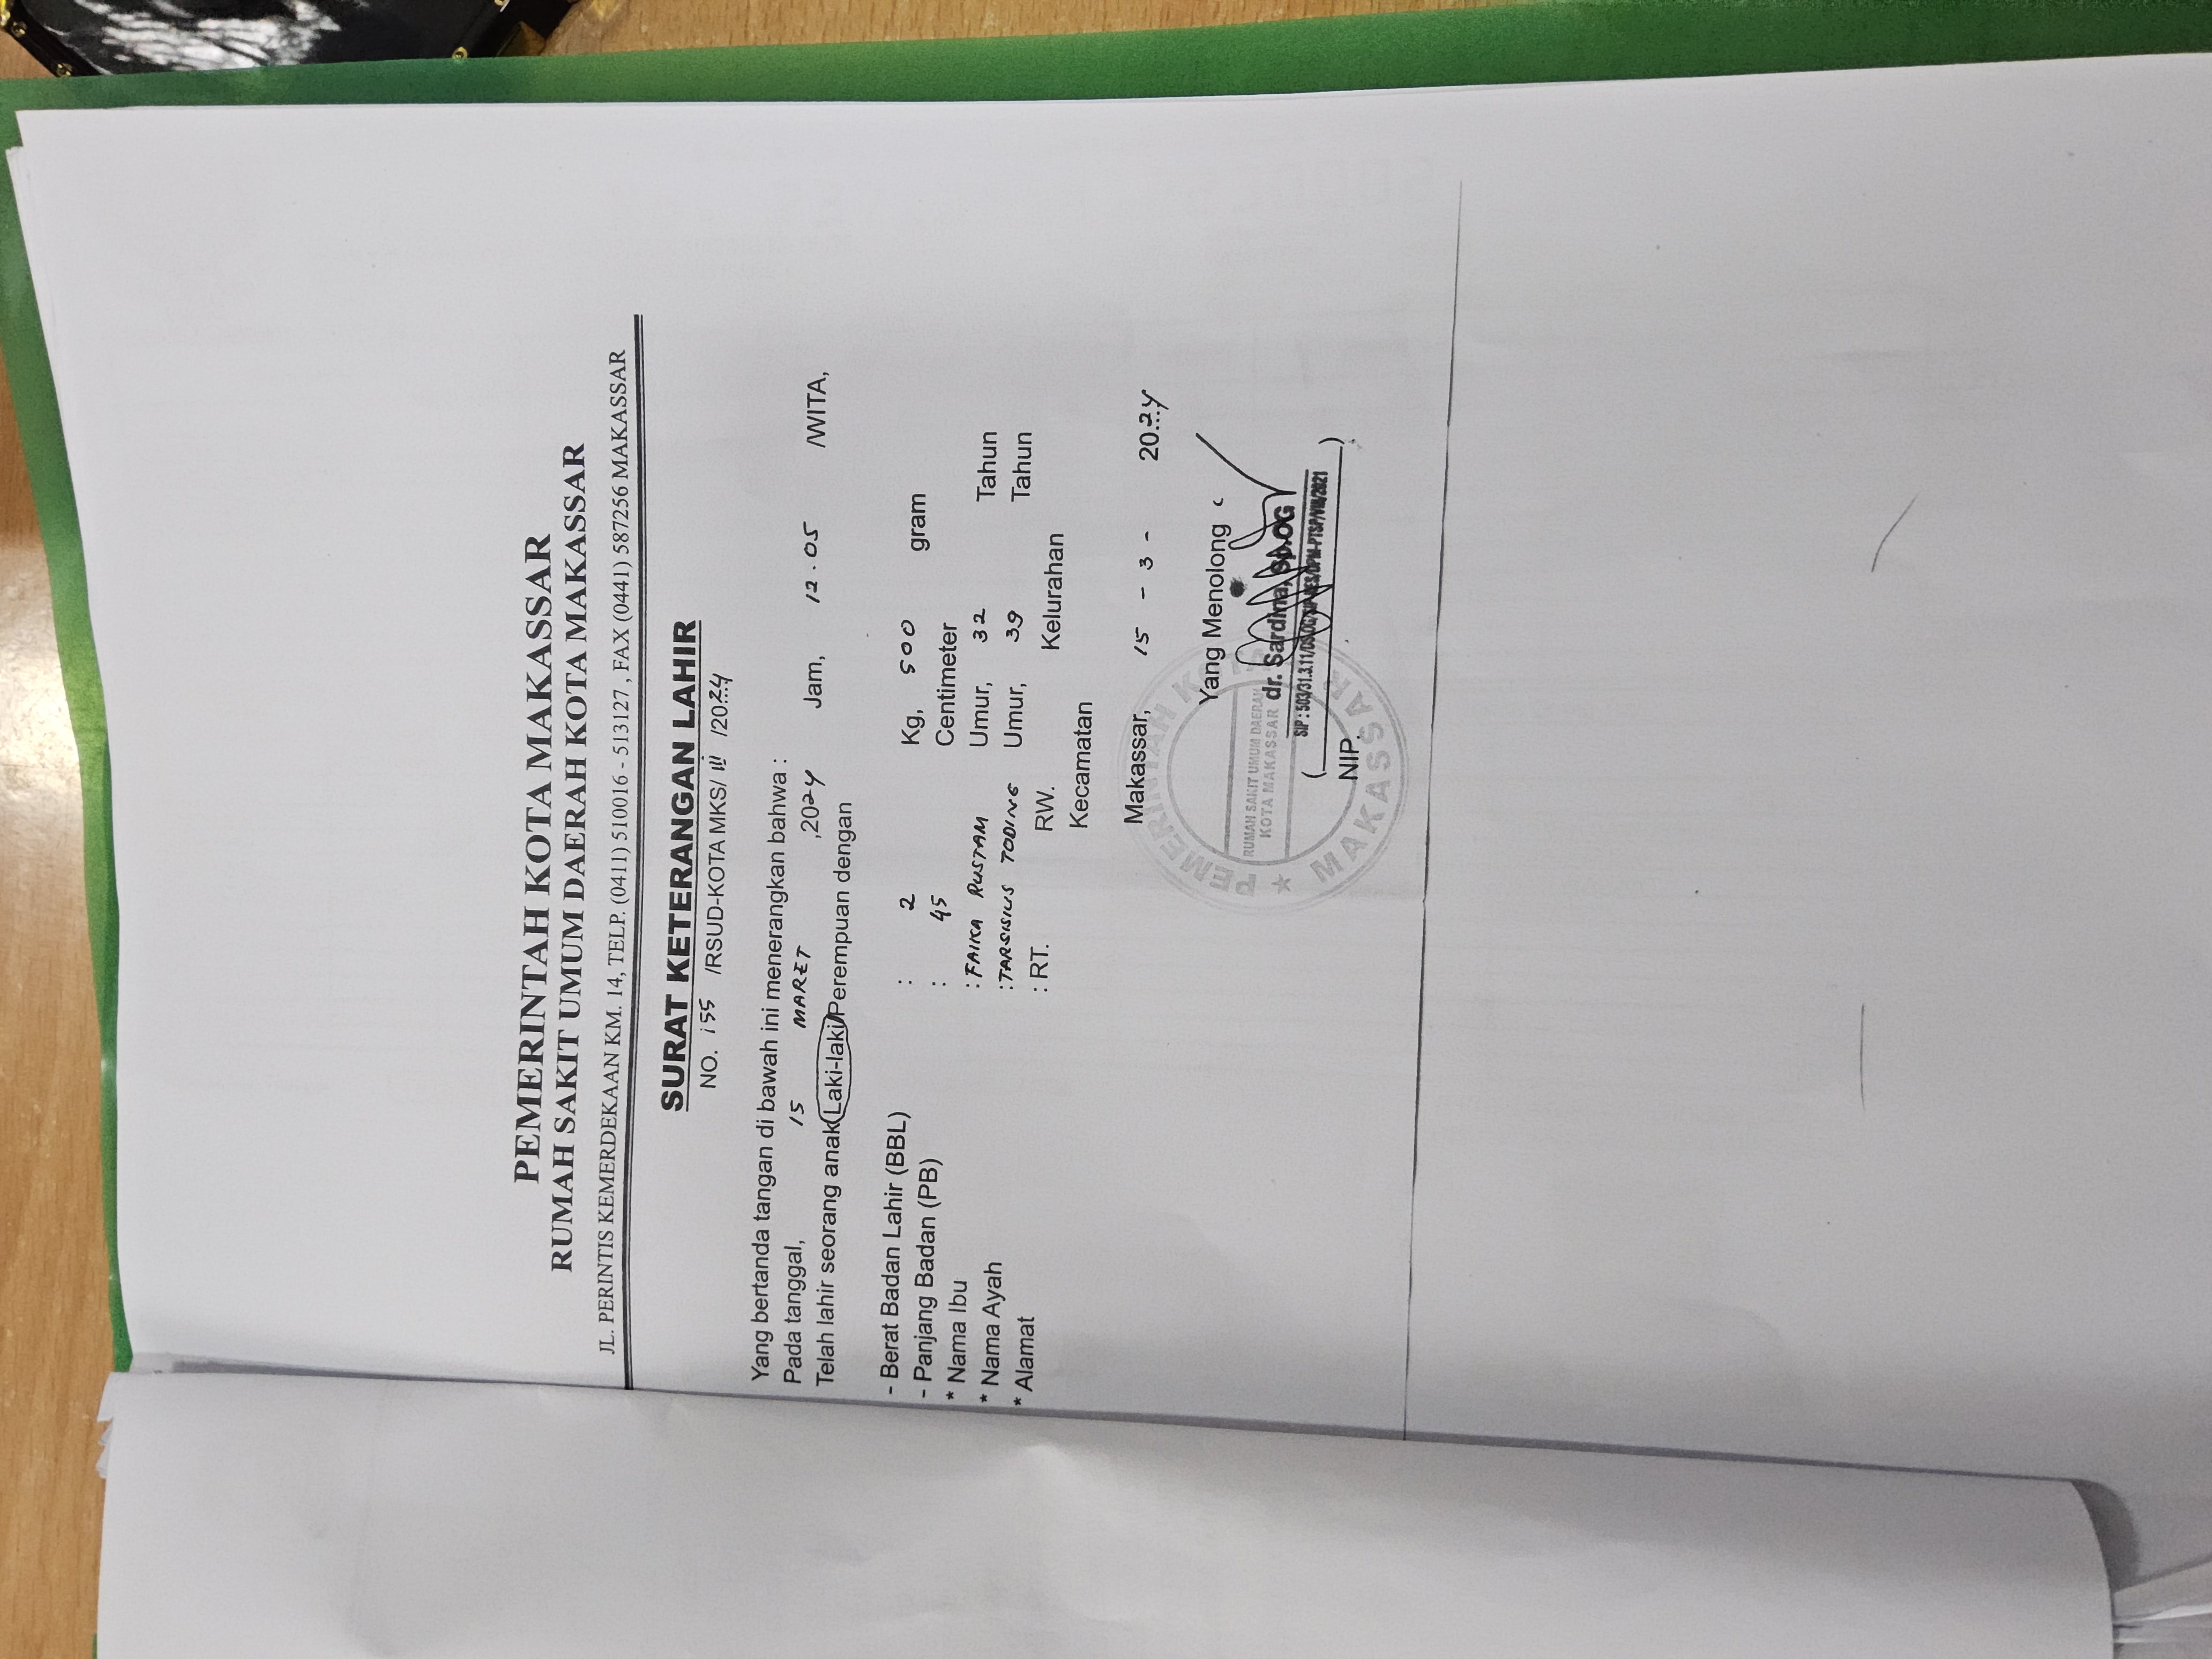 PEMERINTAH KOTA MAKASSAR
RUMAH SAKIT UMUM DAERAH KOTA MAKASSAR
JL. PERINTIS KEMERDEKAAN KM. 14, TELP. (0411) 510016 - 513127 , FAX (0441) 587256 MAKASSAR
SURAT KETERANGAN LAHIR
NO. 155 /RSUD-KOTA MKS/ III /2024
Yang bertanda tangan di bawah ini menerangkan bahwa :
Pada tanggal, 15 MARET ,2024 Jam, 12.05 /WITA,
Telah lahir seorang anak Laki-laki/Perempuan dengan
- Berat Badan Lahir (BBL) : 2 Kg, 500 gram
- Panjang Badan (PB) : 45 Centimeter
* Nama Ibu : FAIKA RUSTAM Umur, 32 Tahun
* Nama Ayah : TARSISIUS TODING Umur, 39 Tahun
* Alamat : RT. RW. Kelurahan
Kecamatan
Makassar, 15 - 3 - 2024
Yang Menolong
PEMERINTAH KOTA
RUMAH SAKIT UMUM DAERAH
KOTA MAKASSAR
MAKASSAR
dr. Sardina, Sp.OG
SIP : 503/31.3.11/DS.OG/SIP-KES/DPM-PTSP/VIII/2021
( )
NIP.